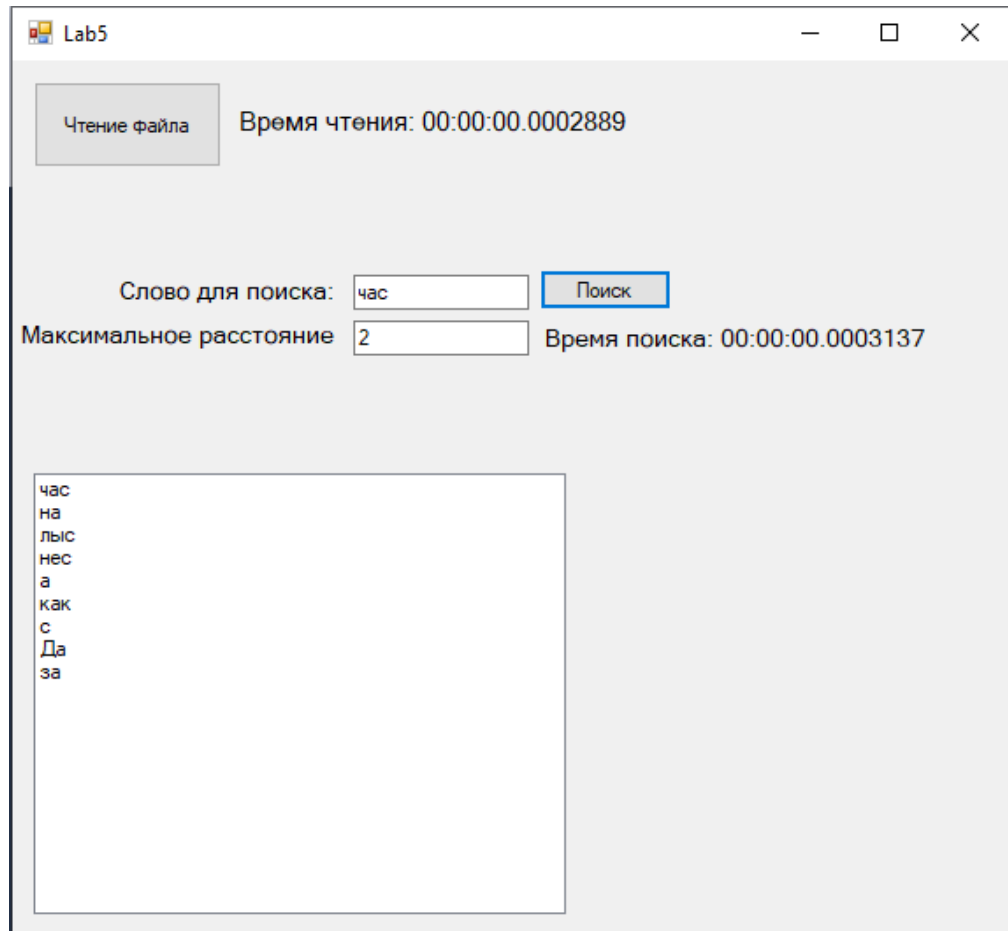 Lab5
Чтение файла
Время чтения: 00:00:00.0002889
Слово для поиска:
час
Поиск
Максимальное расстояние
2
Время поиска: 00:00:00.0003137
час
на
лыс
нес
а
как
с
Да
за